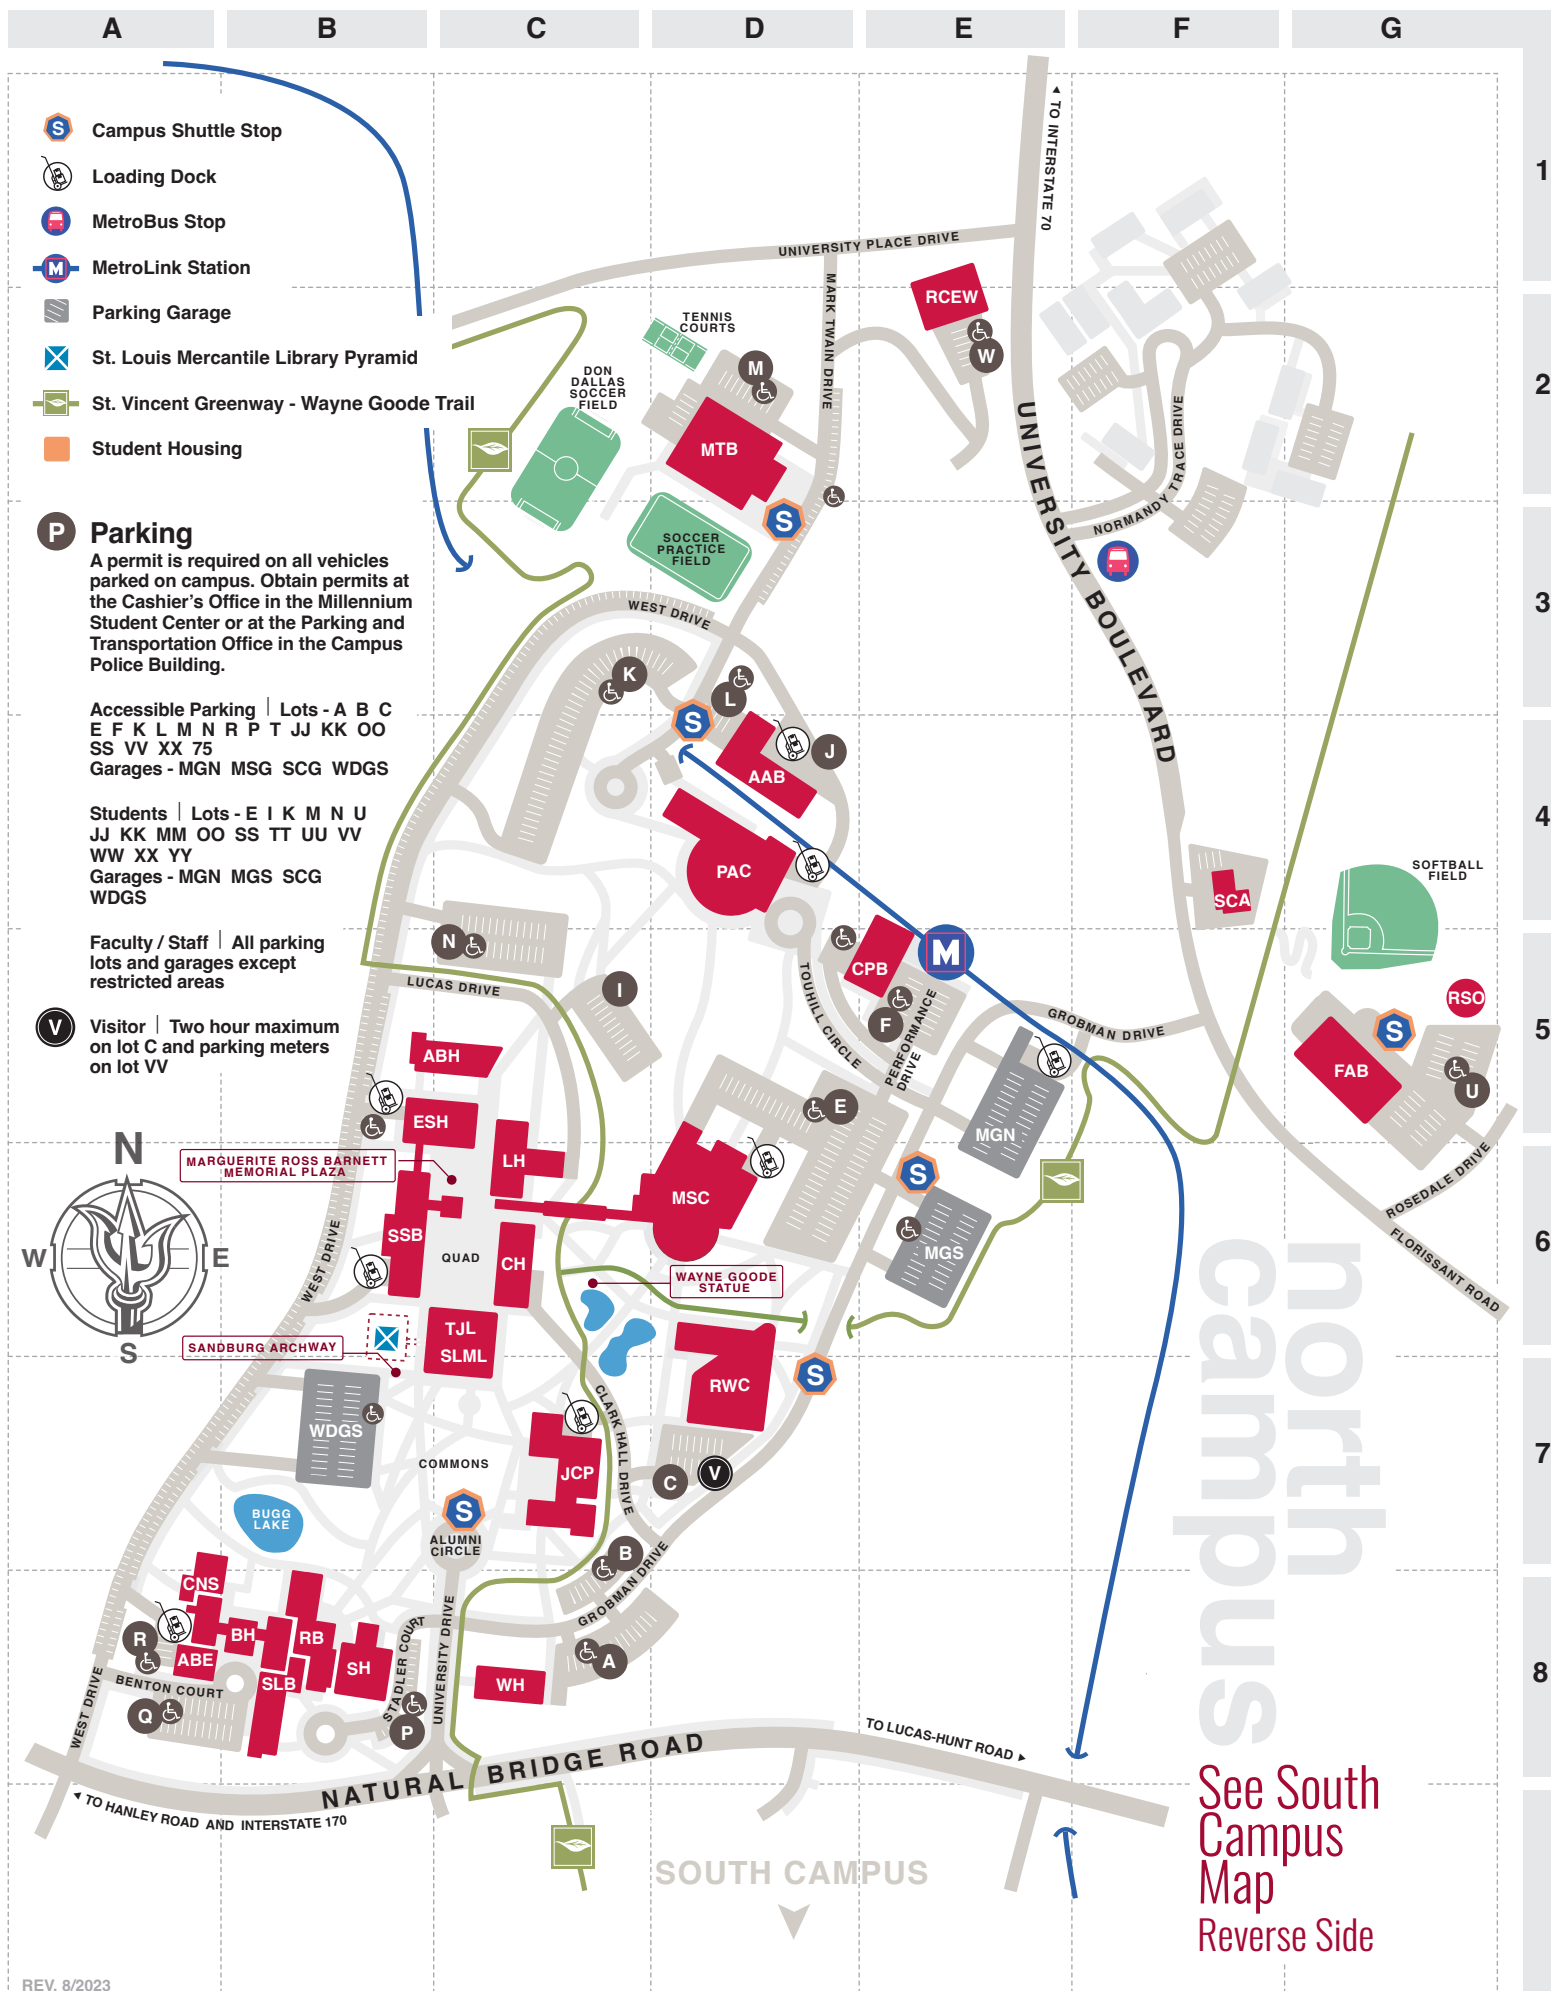 A B C D E F G
1
2
3
4
5
6
7
8
S Campus Shuttle Stop
Loading Dock
MetroBus Stop
M MetroLink Station
Parking Garage
St. Louis Mercantile Library Pyramid
St. Vincent Greenway - Wayne Goode Trail
Student Housing
P Parking
A permit is required on all vehicles
parked on campus. Obtain permits at
the Cashier's Office in the Millennium
Student Center or at the Parking and
Transportation Office in the Campus
Police Building.
Accessible Parking | Lots - A B C
E F K L M N R P T JJ KK OO
SS VV XX 75
Garages - MGN MSG SCG WDGS
Students | Lots - E I K M N U
JJ KK MM OO SS TT UU VV
WW XX YY
Garages - MGN MGS SCG
WDGS
Faculty / Staff | All parking
lots and garages except
restricted areas
V Visitor | Two hour maximum
on lot C and parking meters
on lot VV
N
W
E
S
TO INTERSTATE 70
UNIVERSITY PLACE DRIVE
MARK TWAIN DRIVE
RCEW
W
TENNIS
COURTS
M
DON
DALLAS
SOCCER
FIELD
MTB
S
SOCCER
PRACTICE
FIELD
UNIVERSITY BOULEVARD
NORMANDY TRACE DRIVE
WEST DRIVE
K
L
S
J
AAB
PAC
SCA
SOFTBALL
FIELD
N
I
LUCAS DRIVE
CPB
M
F
TOUHILL CIRCLE
PERFORMANCE
DRIVE
GROBMAN DRIVE
RSO
S
FAB
U
ABH
ESH
E
MGN
LH
MARGUERITE ROSS BARNETT
MEMORIAL PLAZA
MSC
S
ROSEDALE DRIVE
SSB
QUAD
CH
MGS
FLORISSANT ROAD
WEST DRIVE
WAYNE GOODE
STATUE
TJL
SLML
SANDBURG ARCHWAY
RWC
S
WDGS
CLARK HALL DRIVE
COMMONS
JCP
C
V
BUGG
LAKE
S
ALUMNI
CIRCLE
B
GROBMAN DRIVE
CNS
R
BH
RB
ABE
SLB
SH
STADLER COURT
UNIVERSITY DRIVE
WH
A
BENTON COURT
Q
P
WEST DRIVE
NATURAL BRIDGE ROAD
TO LUCAS-HUNT ROAD
TO HANLEY ROAD AND INTERSTATE 170
north
campus
SOUTH CAMPUS
See South
Campus
Map
Reverse Side
REV. 8/2023